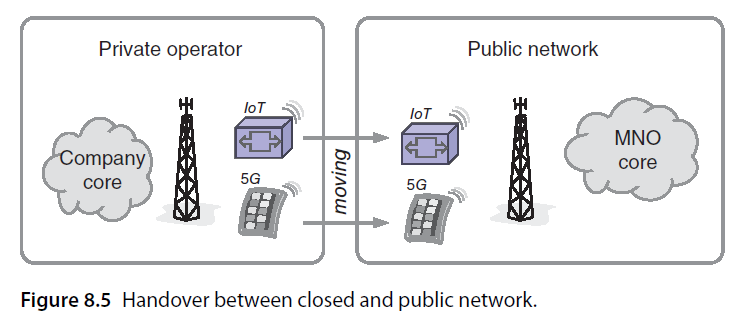 Private operator
Public network
IoT
IoT
Company
core
MNO
core
5G
moving
5G
Figure 8.5 Handover between closed and public network.